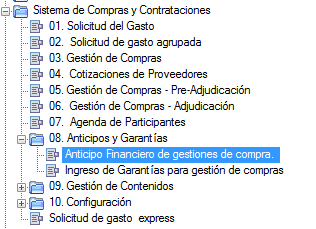 Sistema de Compras y Contrataciones
01. Solicitud del Gasto
02. Solicitud de gasto agrupada
03. Gestión de Compras
04. Cotizaciones de Proveedores
05. Gestión de Compras - Pre-Adjudicación
06. Gestión de Compras - Adjudicación
07. Agenda de Participantes
08. Anticipos y Garantías
Anticipo Financiero de gestiones de compra.
Ingreso de Garantías para gestión de compras
09. Gestión de Contenidos
10. Configuración
Solicitud de gasto express